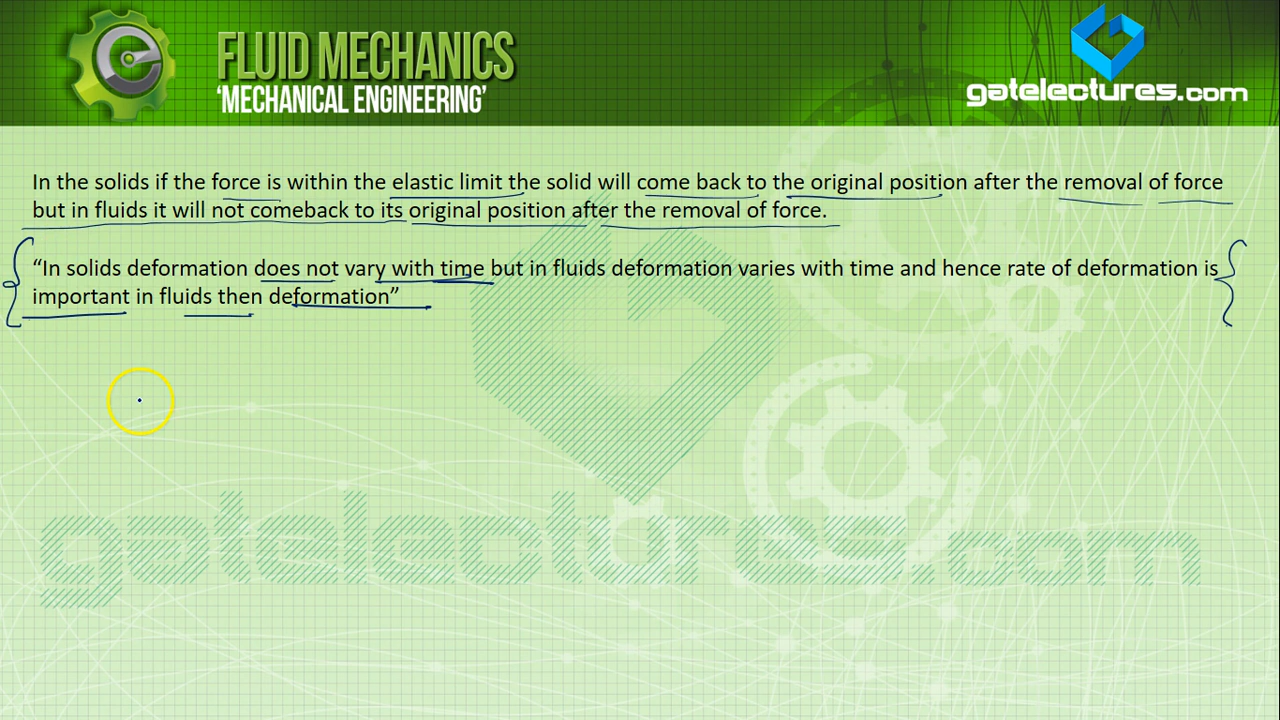 FLUID MECHANICS
'MECHANICAL ENGINEERING'
gatelectures.com
In the solids if the force is within the elastic limit the solid will come back to the original position after the removal of force
but in fluids it will not comeback to its original position after the removal of force.
“In solids deformation does not vary with time but in fluids deformation varies with time and hence rate of deformation is
important in fluids then deformation”
gatelectures.com